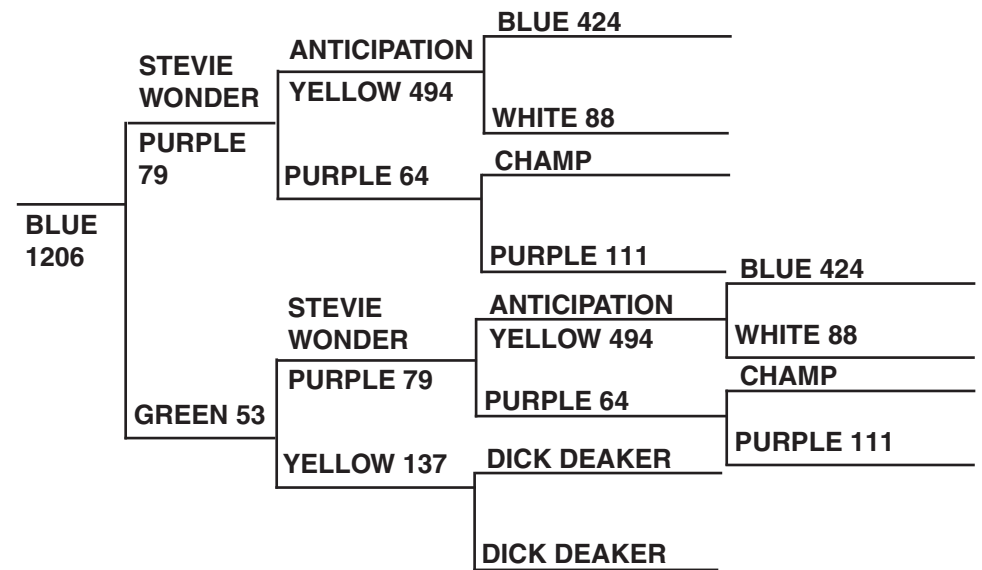 BLUE 424
ANTICIPATION
STEVIE
WONDER
YELLOW 494
WHITE 88
PURPLE
79
CHAMP
PURPLE 64
BLUE
1206
PURPLE 111
BLUE 424
STEVIE
WONDER
ANTICIPATION
YELLOW 494
WHITE 88
PURPLE 79
CHAMP
PURPLE 64
GREEN 53
PURPLE 111
YELLOW 137
DICK DEAKER
DICK DEAKER